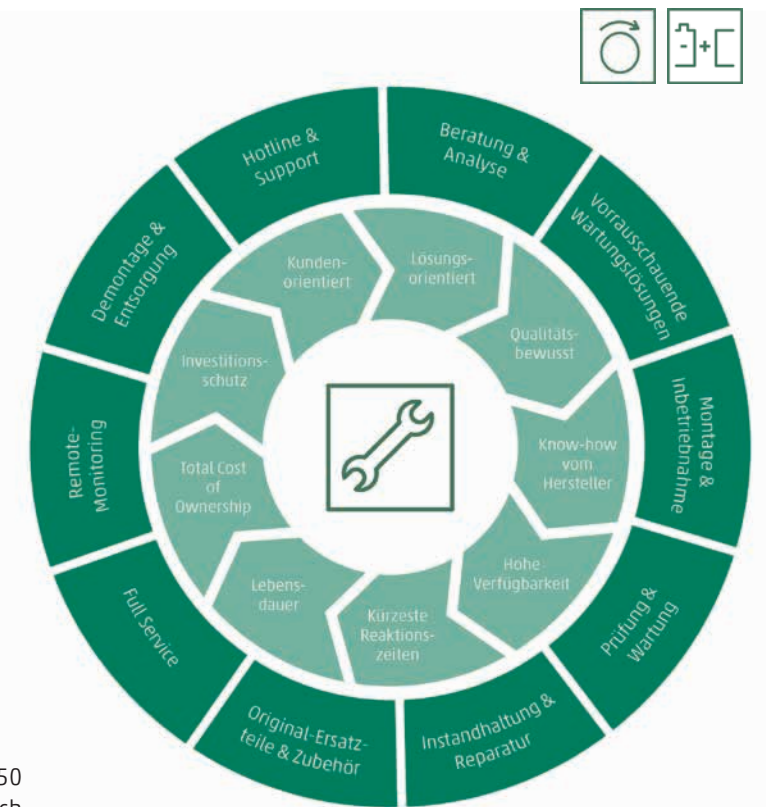 Beratung &
Analyse
Vorrausschauende
Wartungslösungen
Montage &
Inbetriebnahme
Prüfung &
Wartung
Instandhaltung &
Reparatur
Original-Ersatz-
teile & Zubehör
Full Service
Remote-
Monitoring
Demontage &
Entsorgung
Hotline &
Support
Lösungs-
orientiert
Qualitäts-
bewusst
Know-how
vom
Hersteller
Hohe
Verfügbarkeit
Kürzeste
Reaktions-
zeiten
Lebens-
dauer
Total Cost
of
Ownership
Investitions-
schutz
Kunden-
orientiert
50